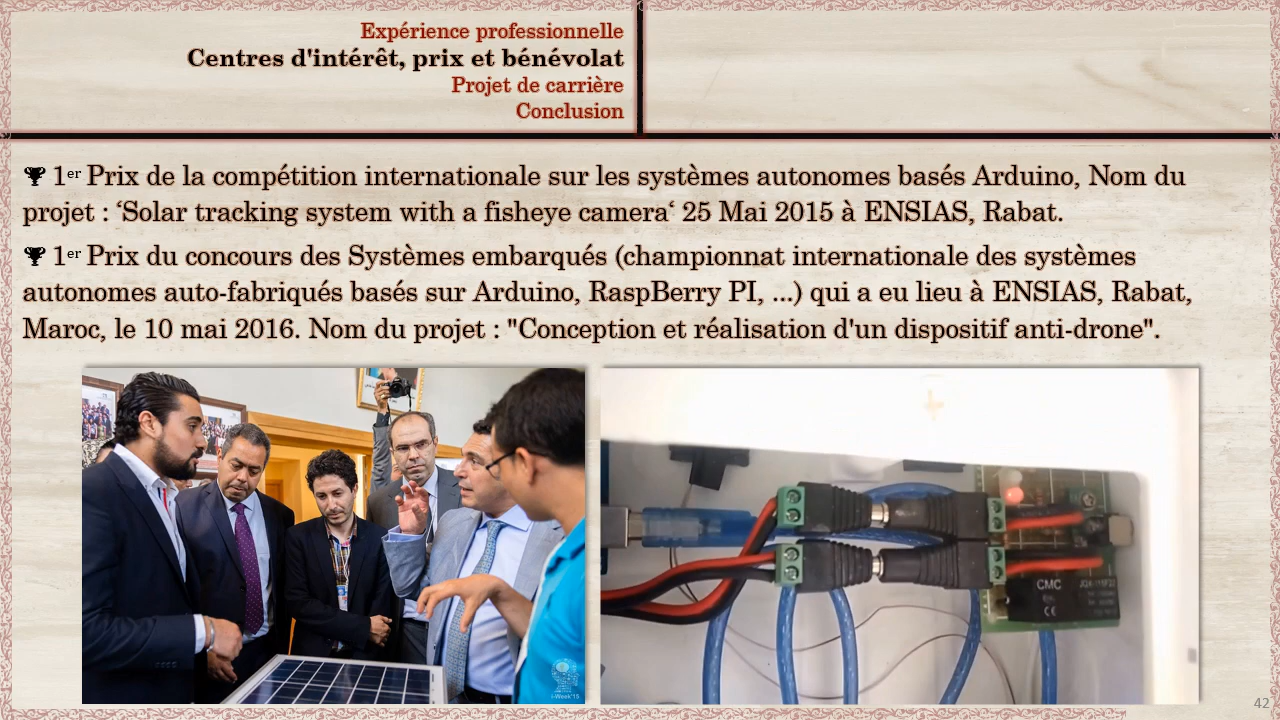 Expérience professionnelle
Centres d'intérêt, prix et bénévolat
Projet de carrière
Conclusion
1er Prix de la compétition internationale sur les systèmes autonomes basés Arduino, Nom du
projet : ‘Solar tracking system with a fisheye camera‘ 25 Mai 2015 à ENSIAS, Rabat.
1er Prix du concours des Systèmes embarqués (championnat internationale des systèmes
autonomes auto-fabriqués basés sur Arduino, RaspBerry PI, ...) qui a eu lieu à ENSIAS, Rabat,
Maroc, le 10 mai 2016. Nom du projet : "Conception et réalisation d'un dispositif anti-drone".
i-Week'15
CMC
CE
42